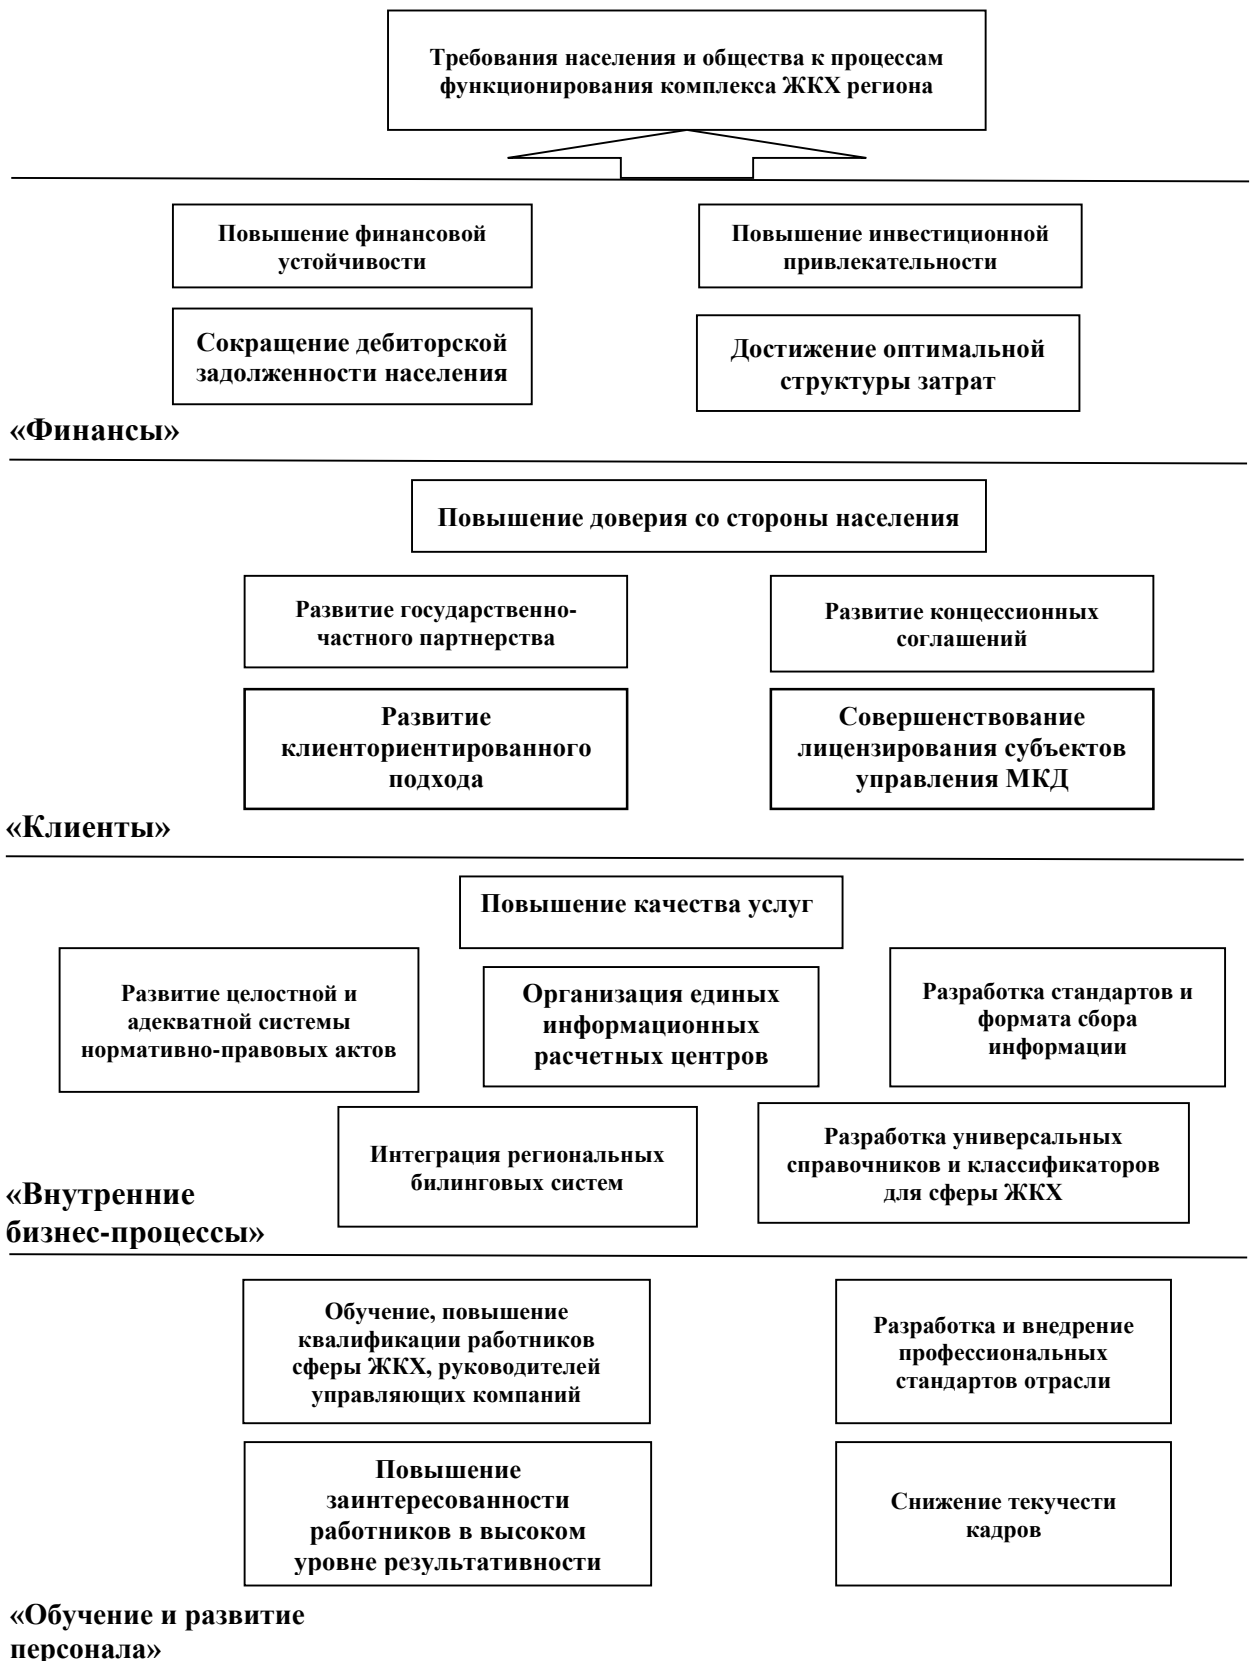 Требования населения и общества к процессам
функционирования комплекса ЖКХ региона
Повышение финансовой
устойчивости
Повышение инвестиционной
привлекательности
Сокращение дебиторской
задолженности населения
Достижение оптимальной
структуры затрат
«Финансы»
Повышение доверия со стороны населения
Развитие государственно-
частного партнерства
Развитие концессионных
соглашений
Развитие
клиенториентированного
подхода
Совершенствование
лицензирования субъектов
управления МКД
«Клиенты»
Повышение качества услуг
Развитие целостной и
адекватной системы
нормативно-правовых актов
Организация единых
информационных
расчетных центров
Разработка стандартов и
формата сбора
информации
Интеграция региональных
билинговых систем
Разработка универсальных
справочников и классификаторов
для сферы ЖКХ
«Внутренние
бизнес-процессы»
Обучение, повышение
квалификации работников
сферы ЖКХ, руководителей
управляющих компаний
Разработка и внедрение
профессиональных
стандартов отрасли
Повышение
заинтересованности
работников в высоком
уровне результативности
Снижение текучести
кадров
«Обучение и развитие
персонала»